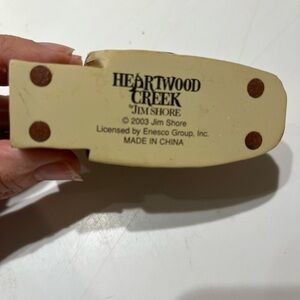 HEARTWOOD
CREEK
BY JIM SHORE
© 2003 Jim Shore
Licensed by Enesco Group, Inc.
MADE IN CHINA